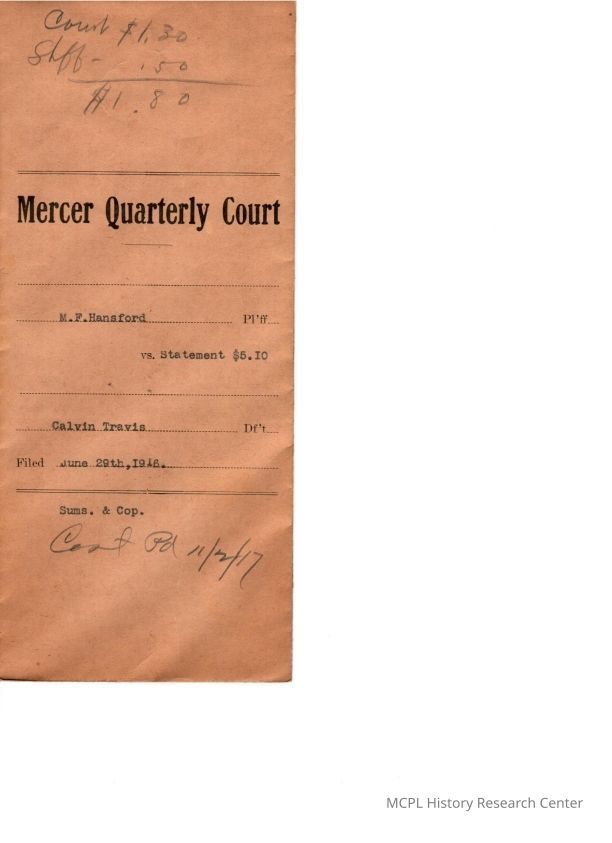 Court $1.30
Shff - .50
$1.80
Mercer Quarterly Court
M.F.Hansford Pl'ff
vs. Statement $5.10
Calvin Travis Df't
Filed June 29th,1916.
Sums. & Cop.
Cost Pd 11/2/17
MCPL History Research Center